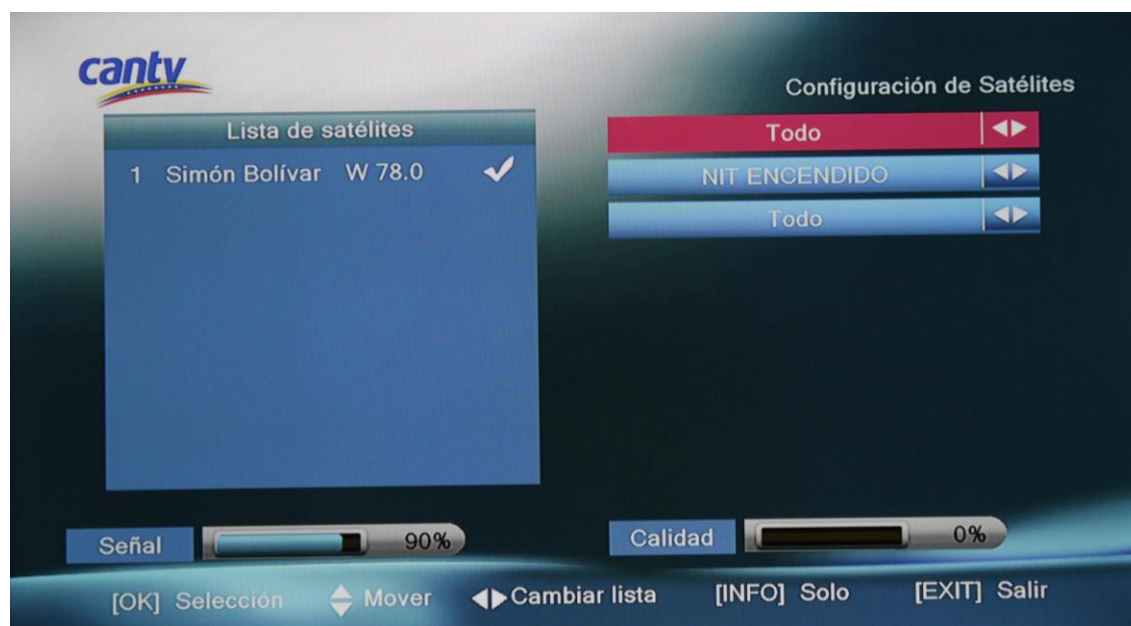 cantv
Configuración de Satélites
Lista de satélites
1 Simón Bolívar W 78.0
Todo
NIT ENCENDIDO
Todo
Señal 90%
Calidad 0%
[OK] Selección Mover Cambiar lista [INFO] Solo [EXIT] Salir